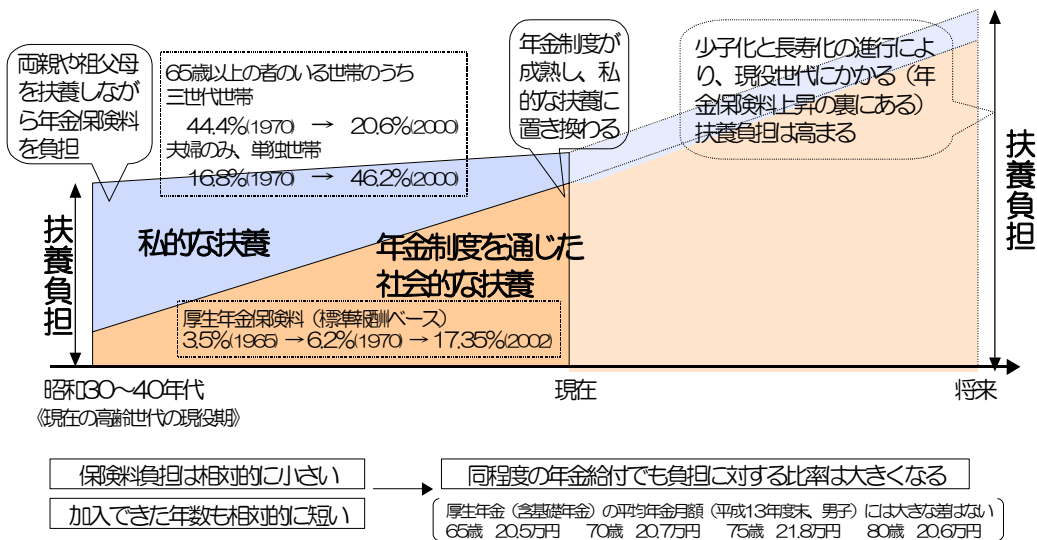 両親や祖父母
を扶養しなが
ら年金保険料
を負担
65歳以上の者のいる世帯のうち
三世代世帯
44.4%(1970) → 20.6%(2000)
夫婦のみ、単独世帯
16.8%(1970) → 46.2%(2000)
年金制度が
成熟し、私
的な扶養に
置き換わる
少子化と長寿化の進行によ
り、現役世代にかかる(年
金保険料上昇の裏にある)
扶養負担は高まる
扶養負担
扶養負担
私的な扶養
年金制度を通じた
社会的な扶養
厚生年金保険料(標準報酬ベース)
3.5%(1965) →6.2%(1970) → 17.35%(2002)
昭和30〜40年代
現在
将来
《現在の高齢世代の現役期》
保険料負担は相対的に小さい
同程度の年金給付でも負担に対する比率は大きくなる
加入できた年数も相対的に短い
厚生年金(含基礎年金)の平均年金月額(平成13年度末、男子)には大きな差はない
65歳 20.5万円 70歳 20.7万円 75歳 21.8万円 80歳 20.6万円